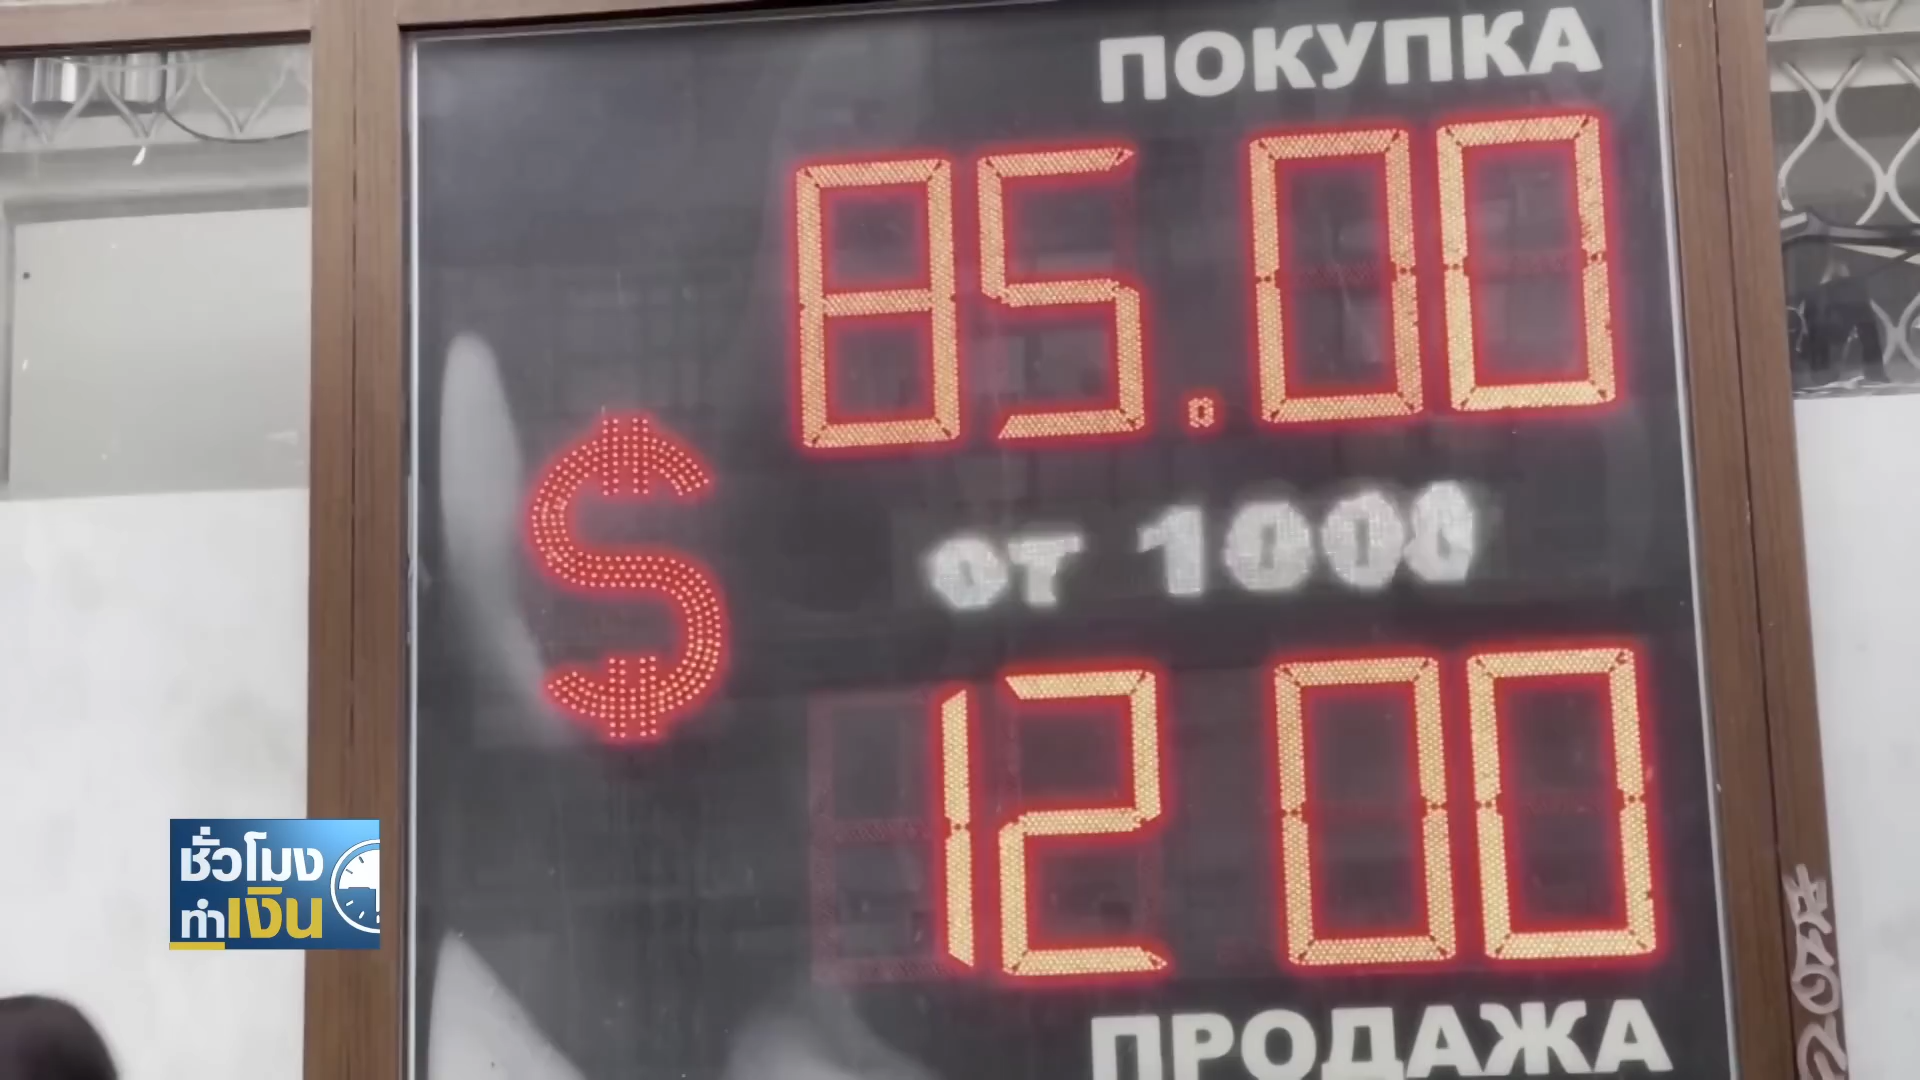 ПОКУПКА
85.00
$
от 1000
12 00
ПРОДАЖА
ชั่วโมง
ทำเงิน